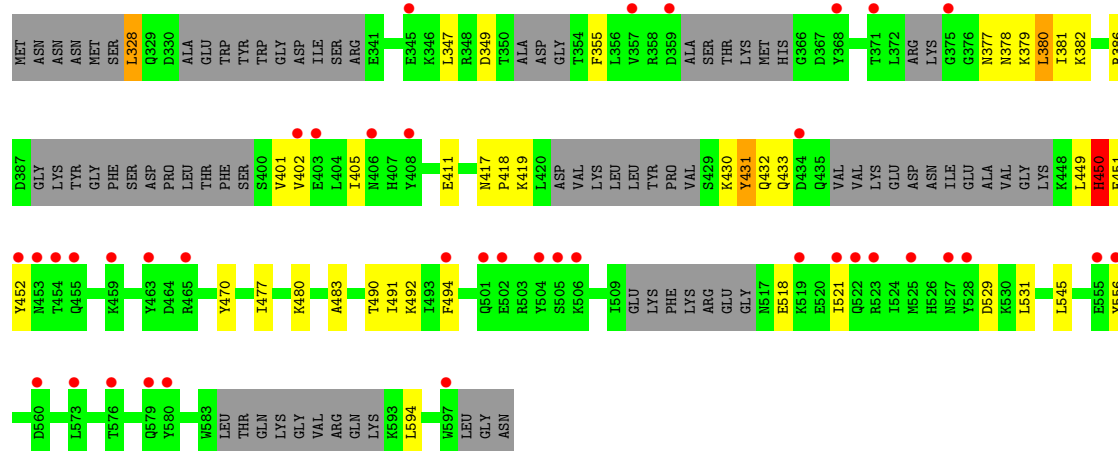 MET ASN ASN ASN MET SER L328 Q329 D330 ALA GLU TRP TYR TRP GLY ASP ILE SER ARG E341 E345 K346 L347 R348 D349 T350 ALA ASP GLY T354 F355 L356 V357 R358 D359 ALA SER THR LYS MET HIS G366 D367 Y368 T371 L372 ARG LYS G375 G376 N377 N378 K379 L380 I381 K382
D387 GLY LYS TYR GLY PHE SER ASP PRO LEU THR PHE SER S400 V401 V402 E403 L404 I405 N406 H407 Y408 E411 N417 P418 K419 L420 ASP VAL LYS LEU LEU TYR PRO VAL S429 K430 Y431 Q432 Q433 D434 Q435 VAL VAL LYS GLU ASP ASN ILE GLU ALA VAL GLY LYS K448 L449 H450
Y452 N453 T454 Q455 K459 Y463 D464 R465 Y470 I477 K480 A483 T490 I491 K492 I493 F494 Q501 E502 R503 Y504 S505 K506 I509 GLU LYS PHE LYS ARG GLU GLY N517 E518 K519 E520 I521 Q522 R523 I524 M525 H526 N527 Y528 D529 K530 L531 L545 E555
D560 L573 T576 Q579 Y580 W583 LEU THR GLN LYS GLY VAL ARG GLN LYS K593 L594 W597 LEU GLY ASN